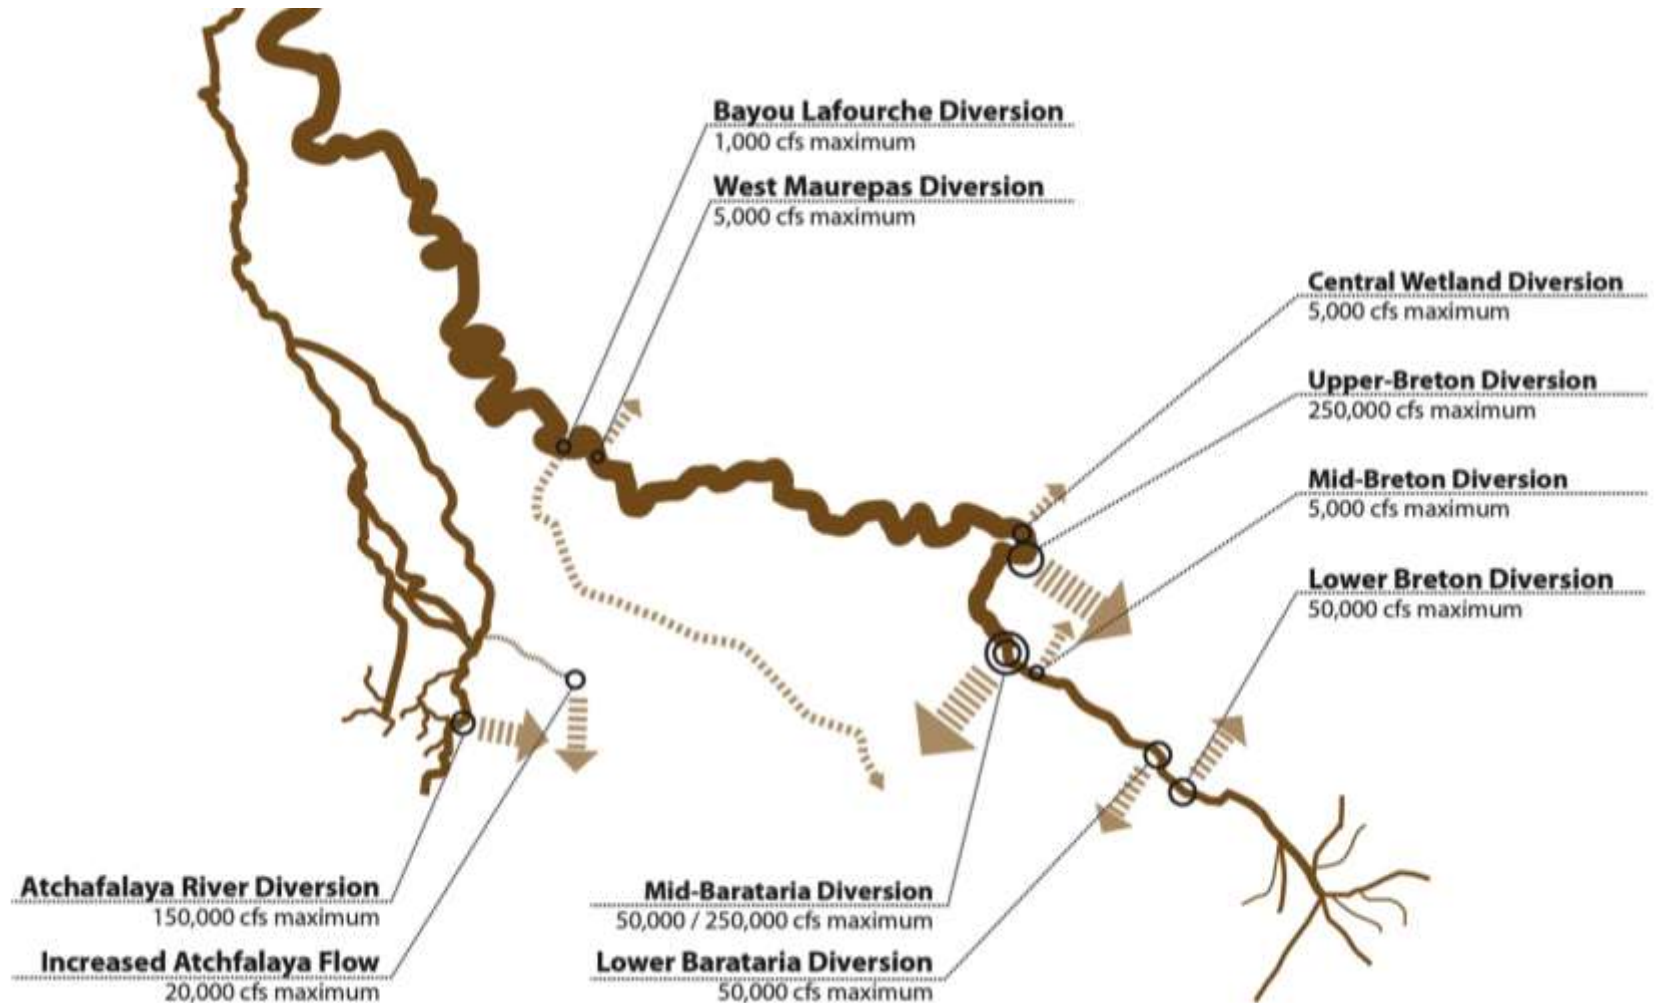 Bayou Lafourche Diversion
1,000 cfs maximum
West Maurepas Diversion
5,000 cfs maximum
Central Wetland Diversion
5,000 cfs maximum
Upper-Breton Diversion
250,000 cfs maximum
Mid-Breton Diversion
5,000 cfs maximum
Lower Breton Diversion
50,000 cfs maximum
Atchafalaya River Diversion
150,000 cfs maximum
Increased Atchfalaya Flow
20,000 cfs maximum
Mid-Barataria Diversion
50,000 / 250,000 cfs maximum
Lower Barataria Diversion
50,000 cfs maximum